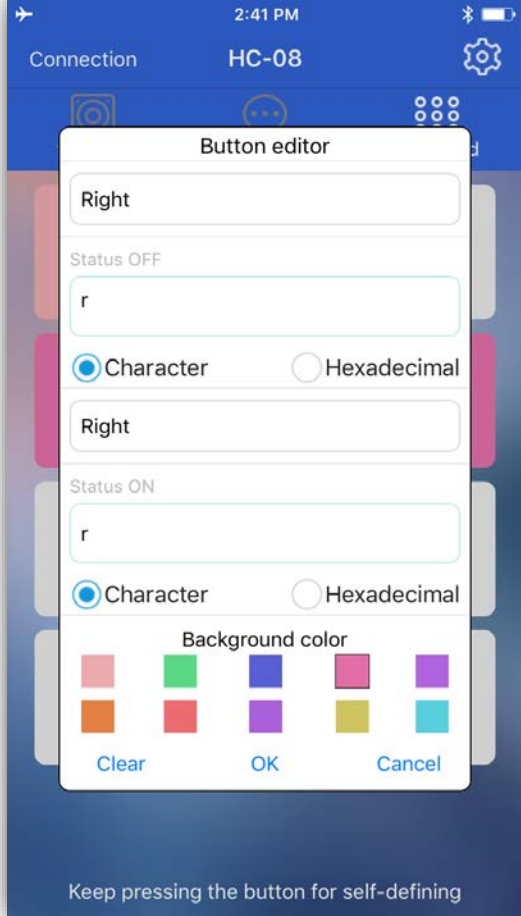 2:41 PM
Connection HC-08
Button editor
Right
Status OFF
r
Character Hexadecimal
Right
Status ON
r
Character Hexadecimal
Background color
Clear OK Cancel
Keep pressing the button for self-defining